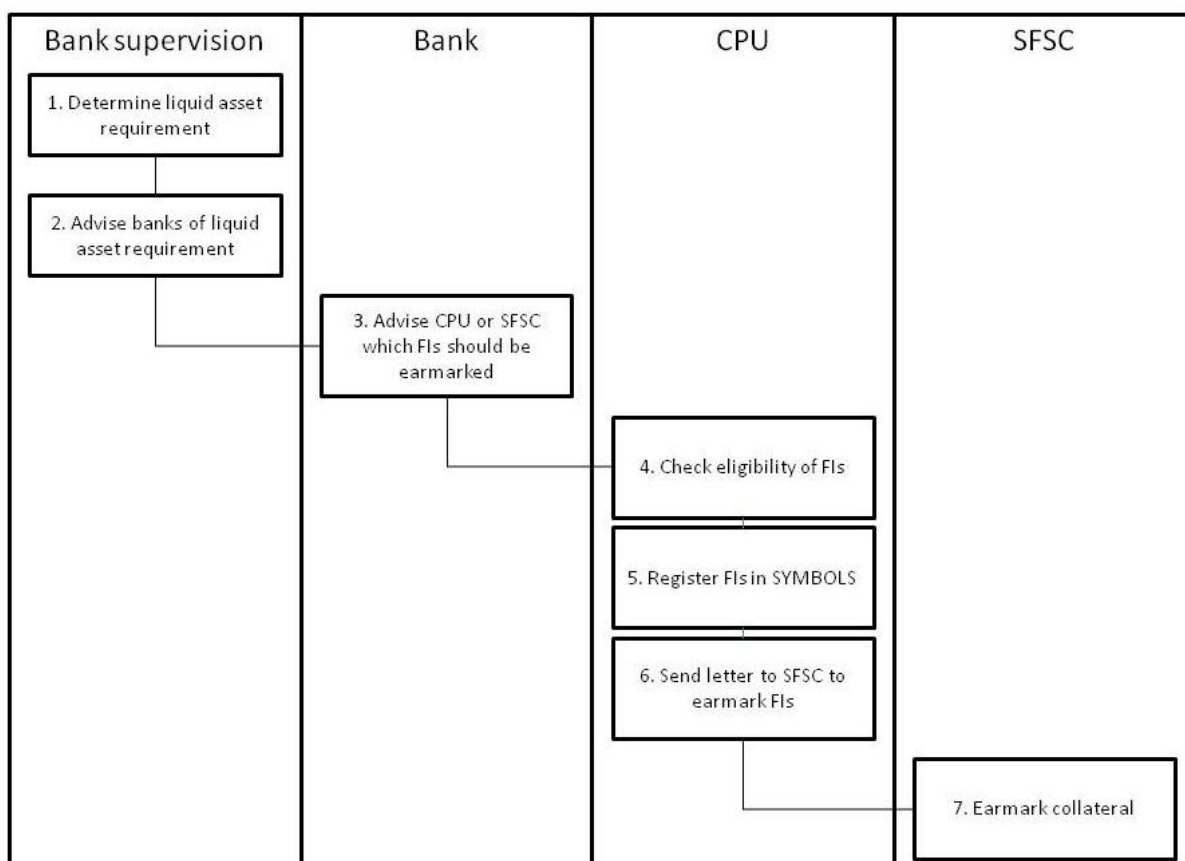 Bank supervision
Bank
CPU
SFSC
1. Determine liquid asset
requirement
2. Advise banks of liquid
asset requirement
3. Advise CPU or SFSC
which FIs should be
earmarked
4. Check eligibility of FIs
5. Register FIs in SYMBOLS
6. Send letter to SFSC to
earmark FIs
7. Earmark collateral